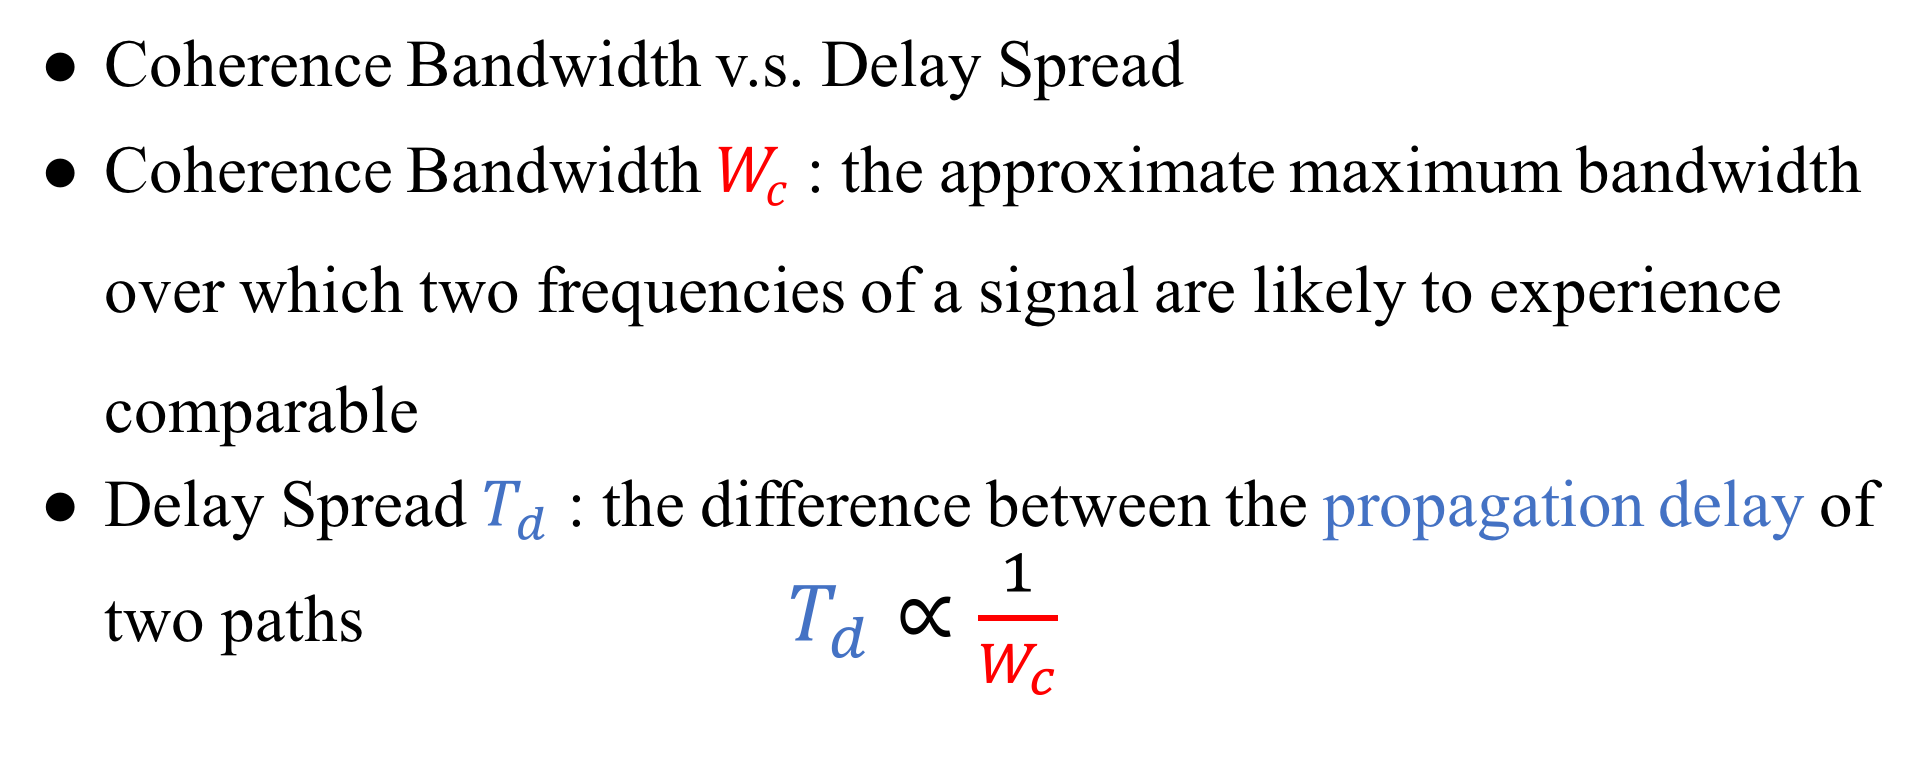 ● Coherence Bandwidth v.s. Delay Spread
● Coherence Bandwidth W_c : the approximate maximum bandwidth
over which two frequencies of a signal are likely to experience
comparable
● Delay Spread T_d : the difference between the propagation delay of
two paths
T_d ∝ 1/W_c